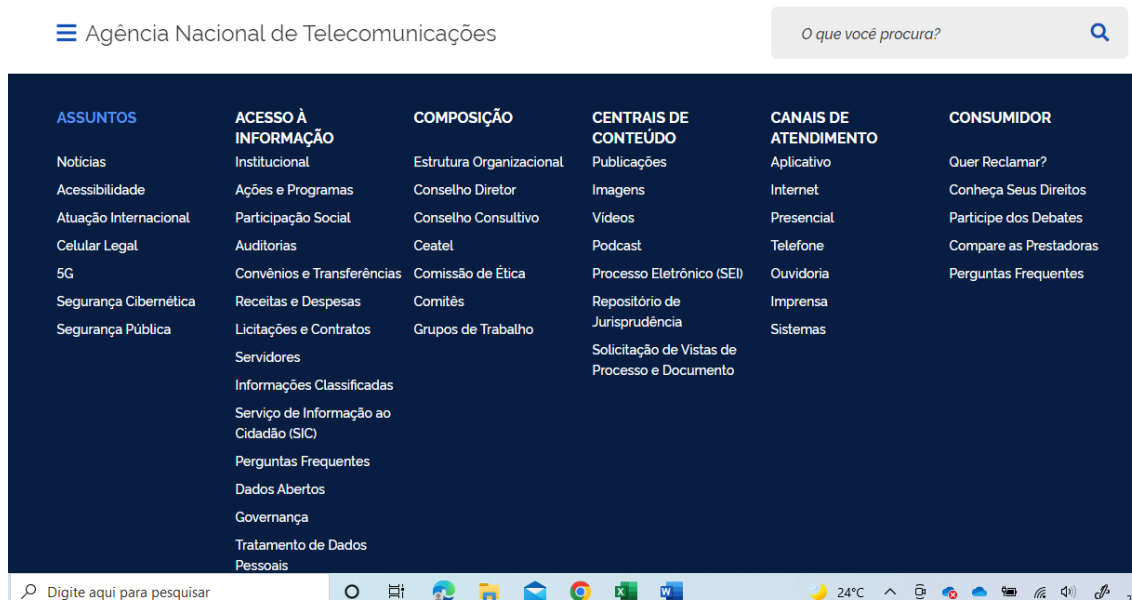 Agência Nacional de Telecomunicações
O que você procura?
ASSUNTOS
Notícias
Acessibilidade
Atuação Internacional
Celular Legal
5G
Segurança Cibernética
Segurança Pública
ACESSO À
INFORMAÇÃO
Institucional
Ações e Programas
Participação Social
Auditorias
Convênios e Transferências
Receitas e Despesas
Licitações e Contratos
Servidores
Informações Classificadas
Serviço de Informação ao
Cidadão (SIC)
Perguntas Frequentes
Dados Abertos
Governança
Tratamento de Dados
Pessoais
COMPOSIÇÃO
Estrutura Organizacional
Conselho Diretor
Conselho Consultivo
Ceatel
Comissão de Ética
Comitês
Grupos de Trabalho
CENTRAIS DE
CONTEÚDO
Publicações
Imagens
Vídeos
Podcast
Processo Eletrônico (SEI)
Repositório de
Jurisprudência
Solicitação de Vistas de
Processo e Documento
CANAIS DE
ATENDIMENTO
Aplicativo
Internet
Presencial
Telefone
Ouvidoria
Imprensa
Sistemas
CONSUMIDOR
Quer Reclamar?
Conheça Seus Direitos
Participe dos Debates
Compare as Prestadoras
Perguntas Frequentes
Digite aqui para pesquisar
24°C